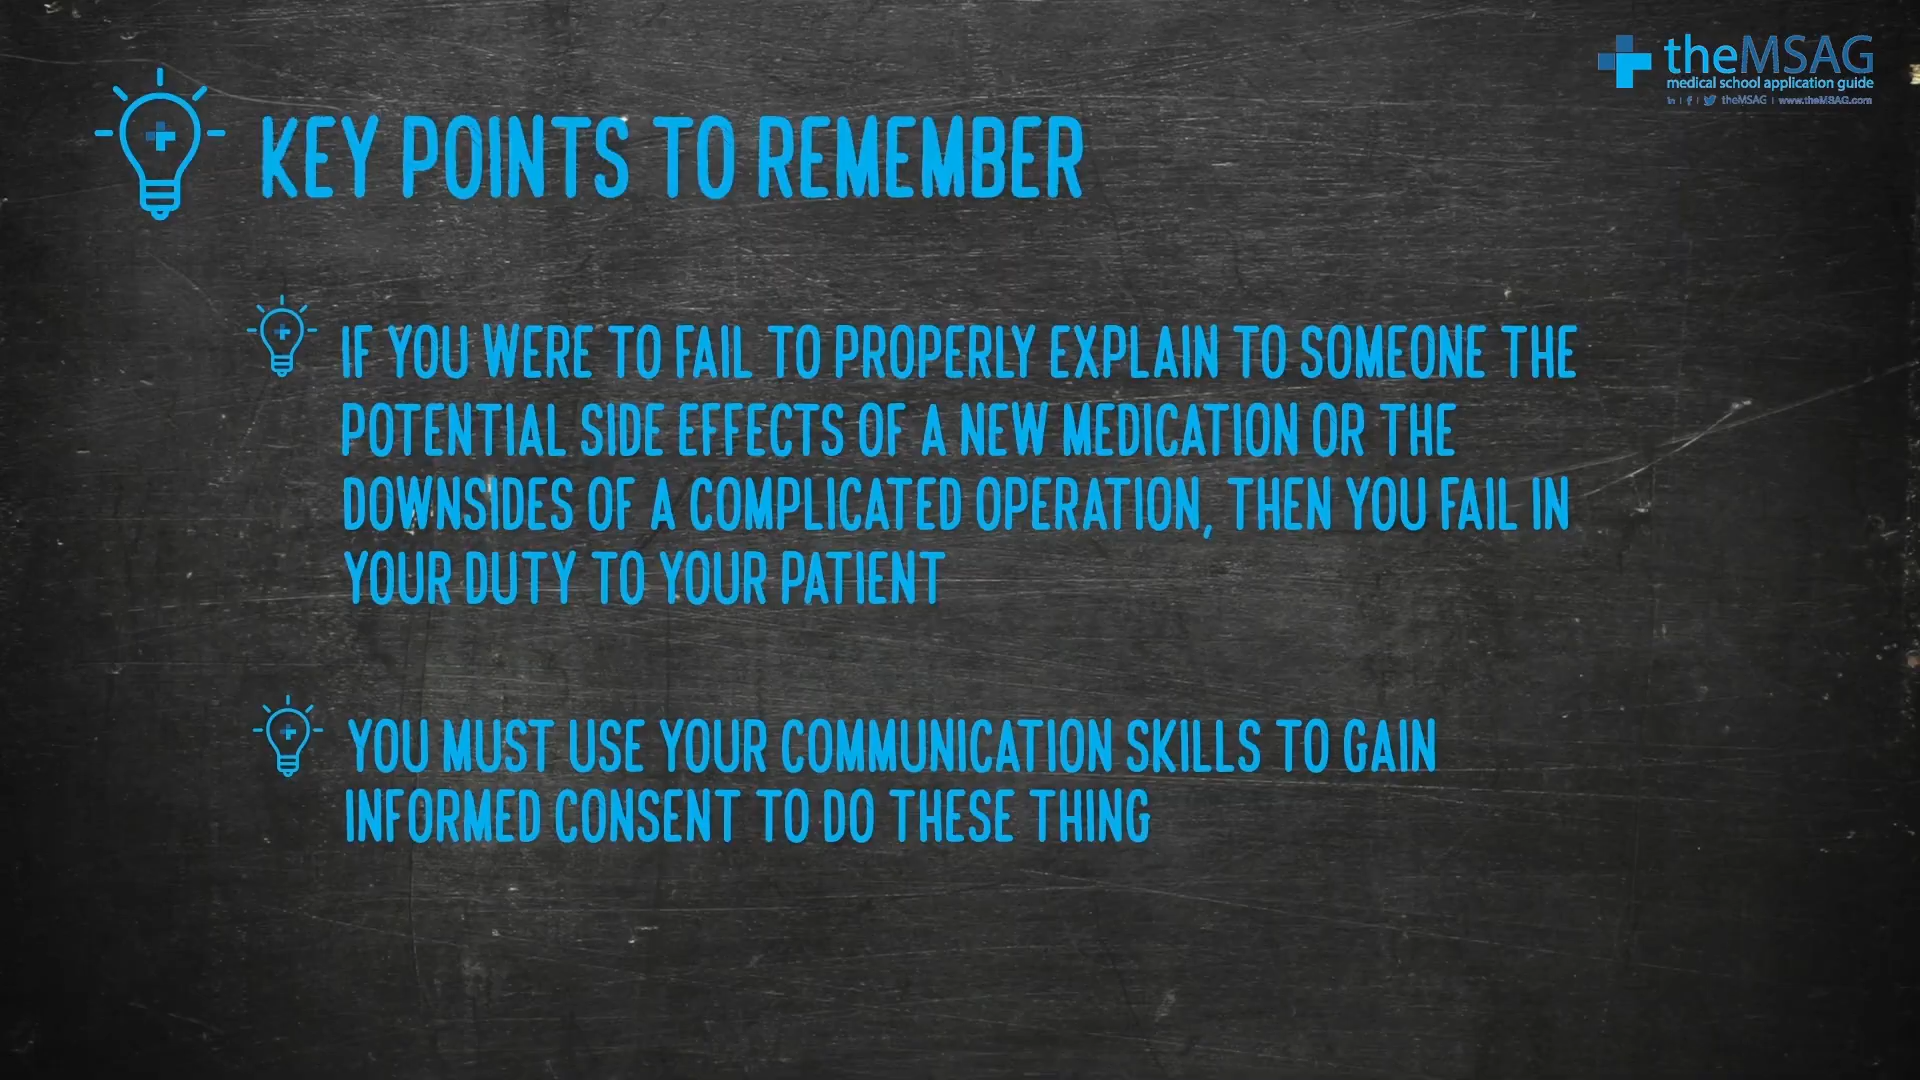 theMSAG
medical school application guide
in | f | theMSAG | www.theMSAG.com
KEY POINTS TO REMEMBER
IF YOU WERE TO FAIL TO PROPERLY EXPLAIN TO SOMEONE THE
POTENTIAL SIDE EFFECTS OF A NEW MEDICATION OR THE
DOWNSIDES OF A COMPLICATED OPERATION, THEN YOU FAIL IN
YOUR DUTY TO YOUR PATIENT
YOU MUST USE YOUR COMMUNICATION SKILLS TO GAIN
INFORMED CONSENT TO DO THESE THING